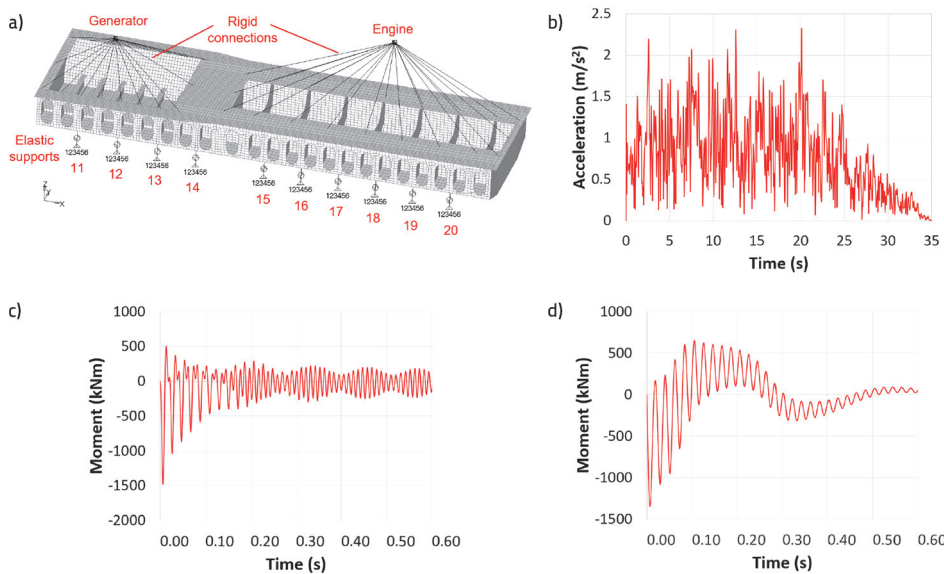 a)
Generator
Rigid
connections
Engine
Elastic
supports
123456
11
123456
12
123456
13
123456
14
123456
15
123456
16
123456
17
123456
18
123456
19
123456
20
Z
Y
X
b)
Acceleration (m/s²)
2.5
2
1.5
1
0.5
0
0 5 10 15 20 25 30 35
Time (s)
c)
Moment (kNm)
1000
500
0
-500
-1000
-1500
-2000
0.00 0.10 0.20 0.30 0.40 0.50 0.60
Time (s)
d)
Moment (kNm)
1000
500
0
-500
-1000
-1500
0.00 0.10 0.20 0.30 0.40 0.50 0.60
Time (s)